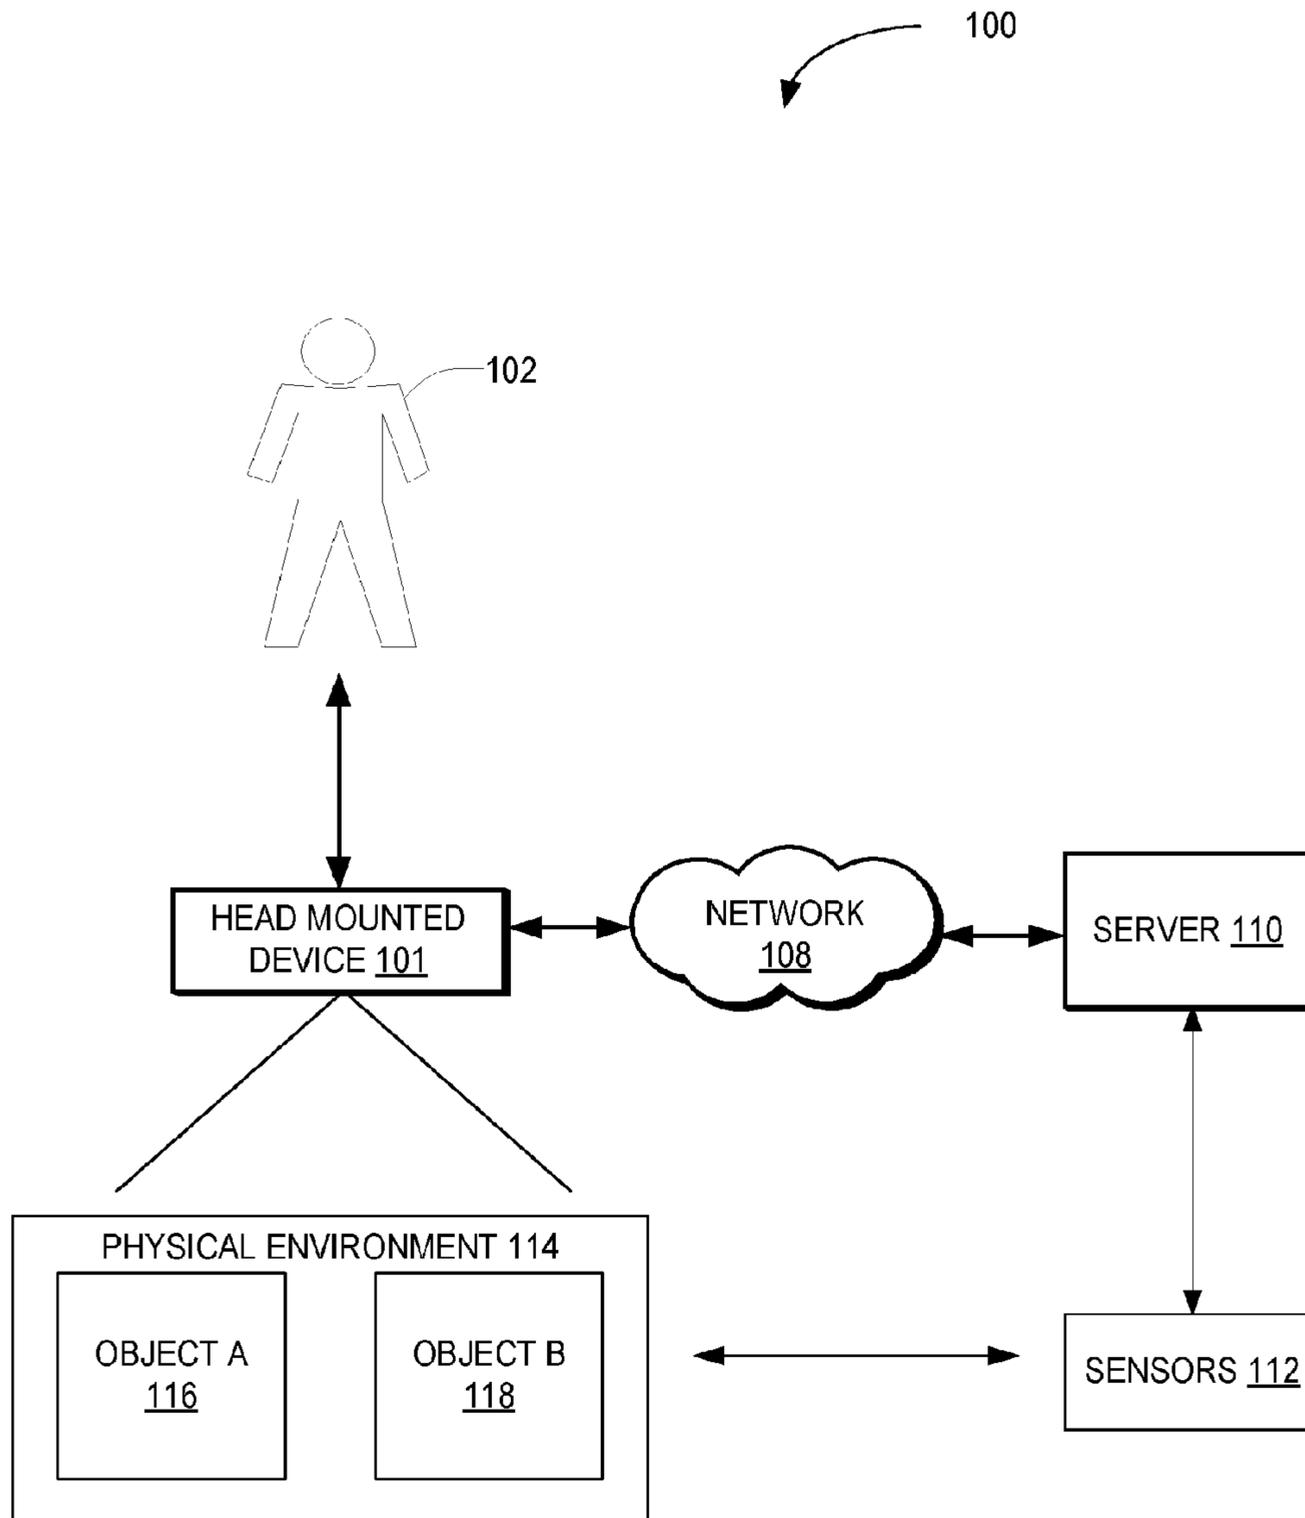 100
102
HEAD MOUNTED
DEVICE 101
NETWORK
108
SERVER 110
PHYSICAL ENVIRONMENT 114
OBJECT A
116
OBJECT B
118
SENSORS 112